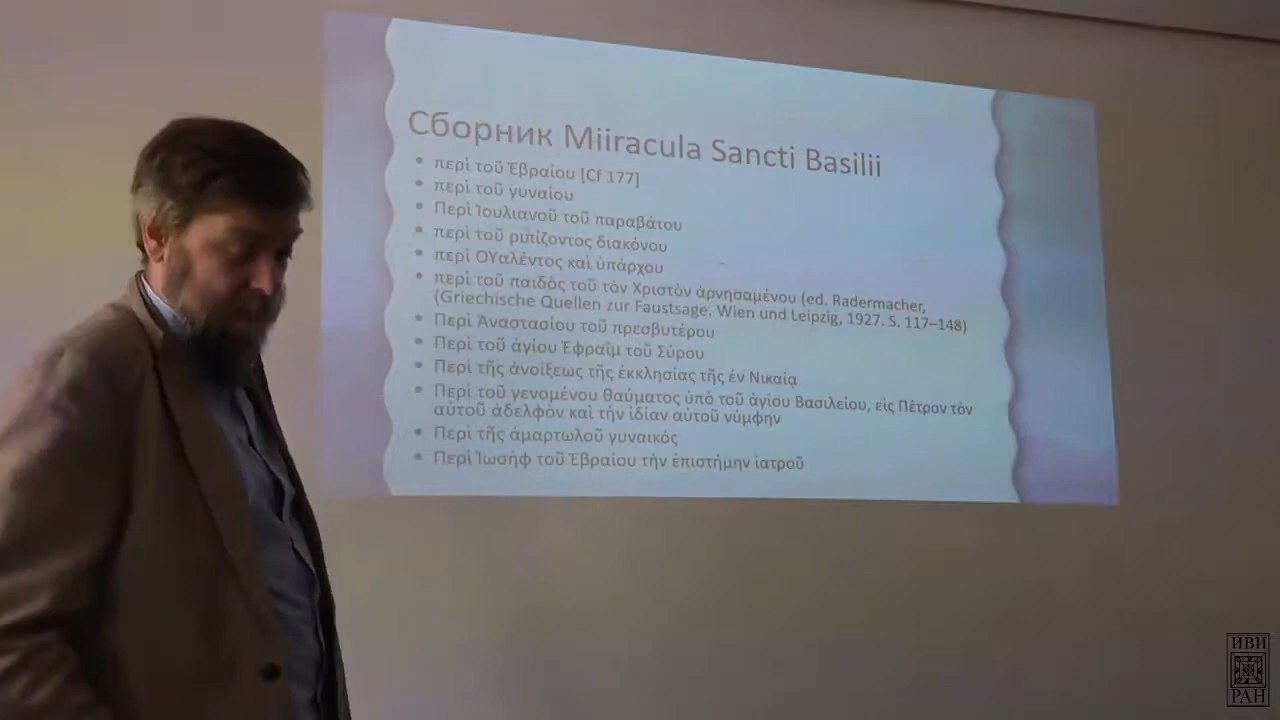 Сборник Miiracula Sancti Basilii
• περὶ τοῦ Ἑβραίου [Cf 177]
• περὶ τοῦ γυναίου
• Περὶ Ἰουλιανοῦ τοῦ παραβάτου
• περὶ τοῦ ριπίζοντος διακόνου
• περὶ ΟΥαλέντος καὶ ὑπάρχου
• περὶ τοῦ παιδὸς τοῦ τὸν Χριστὸν ἀρνησαμένου (ed. Radermacher,
(Griechische Quellen zur Faustsage. Wien und Leipzig, 1927. S. 117–148)
• Περὶ Ἀναστασίου τοῦ πρεσβυτέρου
• Περὶ τοῦ ἁγίου Ἐφραῒμ τοῦ Σύρου
• Περὶ τῆς ἀνοίξεως τῆς ἐκκλησίας τῆς ἐν Νικαίᾳ
• Περὶ τοῦ γενομένου θαύματος ὑπὸ τοῦ ἁγίου Βασιλείου, εἰς Πέτρον τὸν
αὐτοῦ ἀδελφὸν καὶ τὴν ἰδίαν αὐτοῦ νύμφην
• Περὶ τῆς ἁμαρτωλοῦ γυναικός
• Περὶ Ἰωσὴφ τοῦ Ἑβραίου τὴν ἐπιστήμην ἰατροῦ
ИВИ
РАН